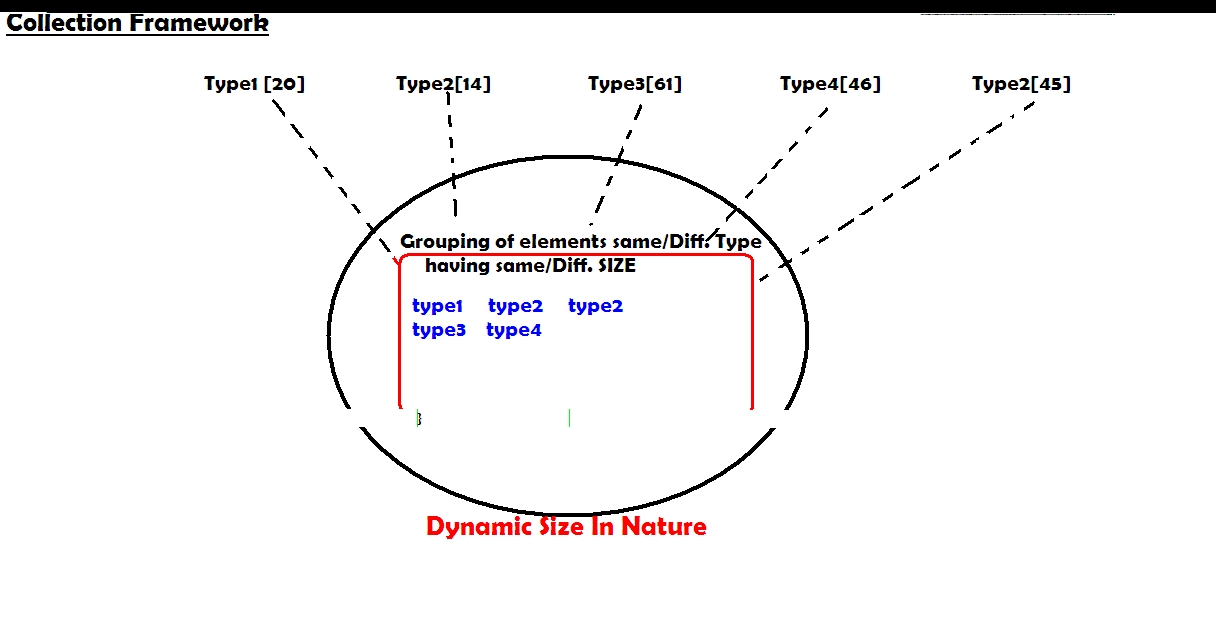 Collection Framework
Type1 [20] Type2[14] Type3[61] Type4[46] Type2[45]
Grouping of elements same/Diff. Type
having same/Diff. SIZE
type1 type2 type2
type3 type4
Dynamic Size In Nature